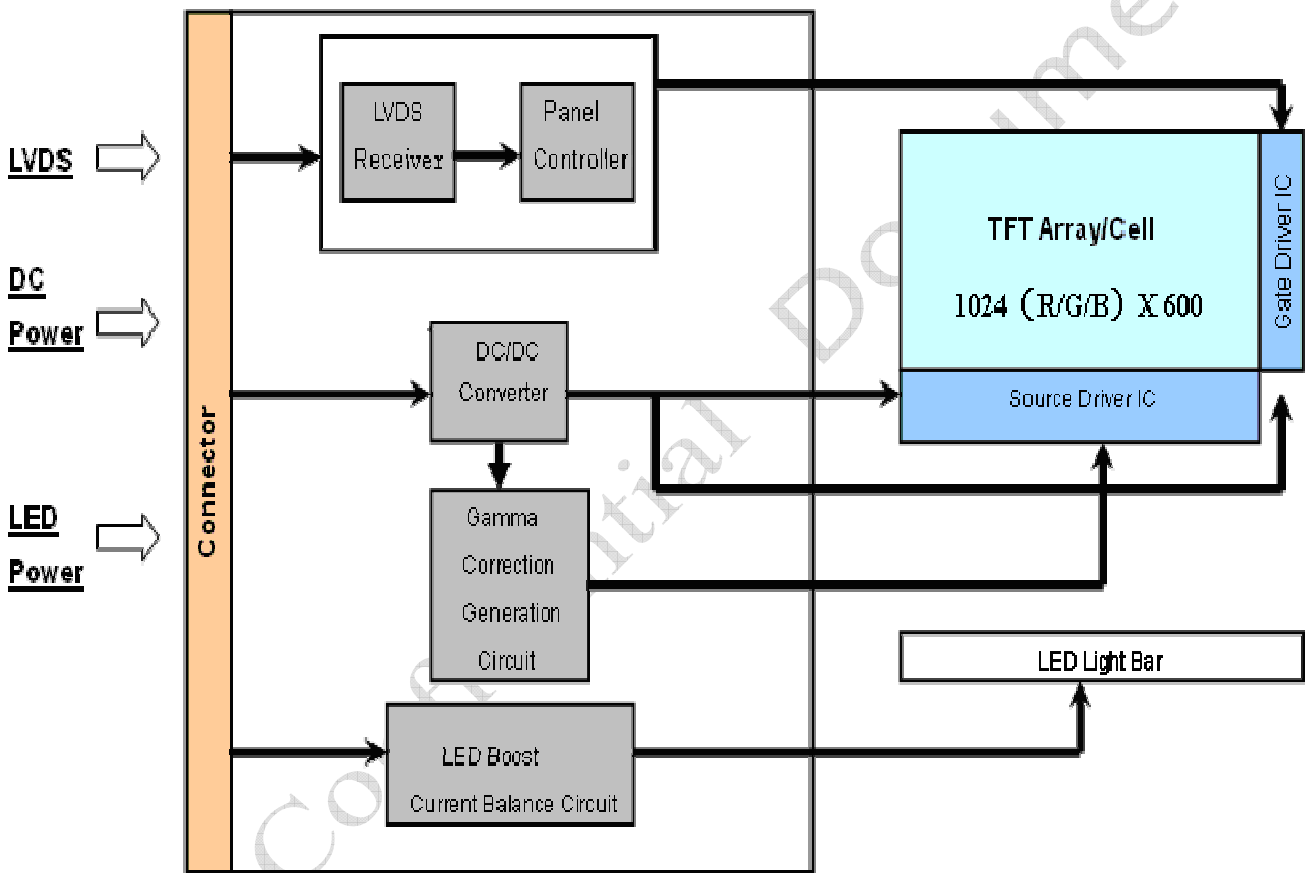 LVDS
DC
Power
LED
Power
Connector
LVDS
Receiver
Panel
Controller
DC/DC
Converter
Gamma
Correction
Generation
Circuit
LED Boost
Current Balance Circuit
TFT Array/Cell
1024 (R/G/B) X 600
Gate Driver IC
Source Driver IC
LED Light Bar